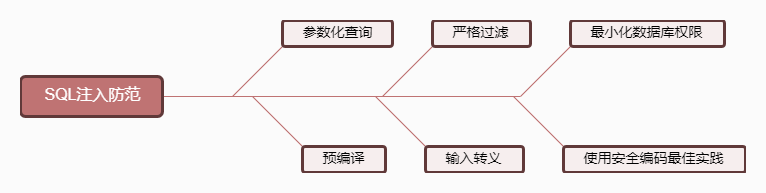 参数化查询
严格过滤
最小化数据库权限
SQL注入防范
预编译
输入转义
使用安全编码最佳实践